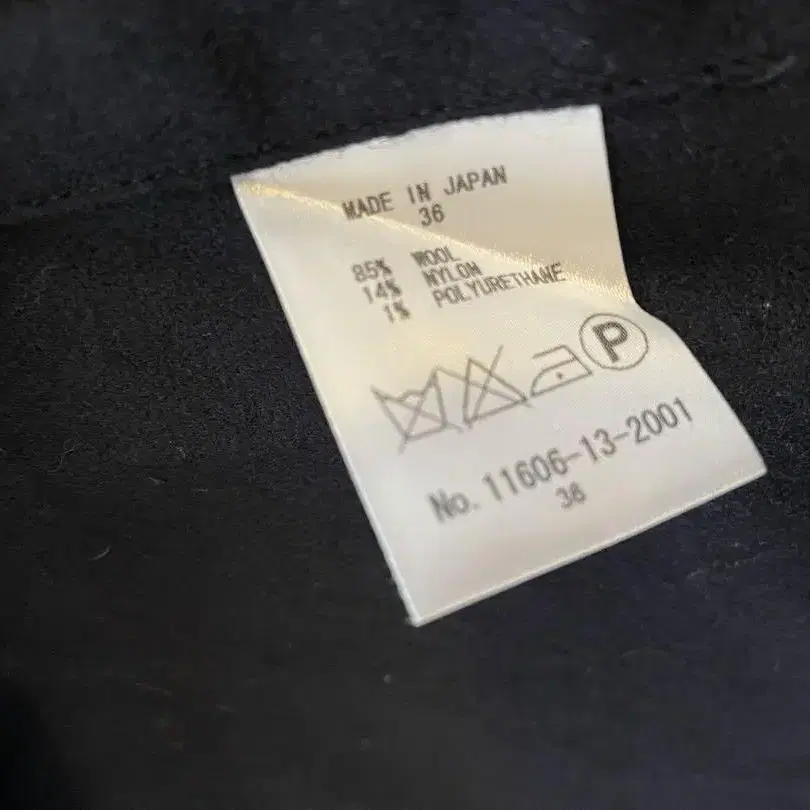 MADE IN JAPAN
36
85% WOOL
14% NYLON
1% POLYURETHANE
P
No. 11606-13-2001
36